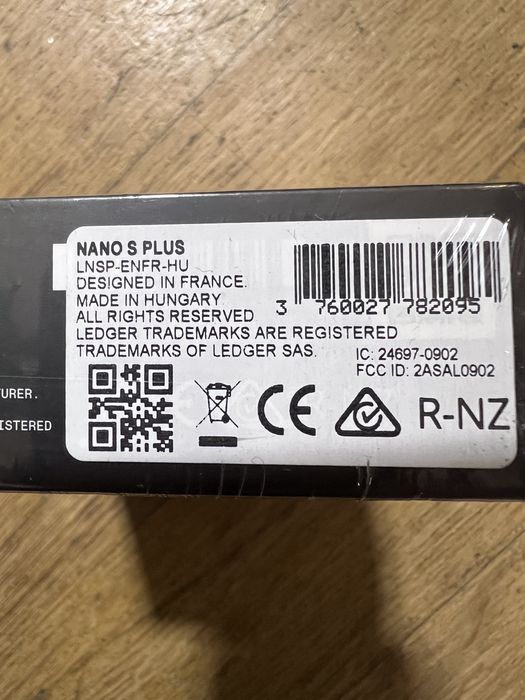 NANO S PLUS
LNSP-ENFR-HU
DESIGNED IN FRANCE.
MADE IN HUNGARY
ALL RIGHTS RESERVED
LEDGER TRADEMARKS ARE REGISTERED
TRADEMARKS OF LEDGER SAS.
3 760027 782095
IC: 24697-0902
FCC ID: 2ASAL0902
CE
R-NZ
TURER.
ISTERED